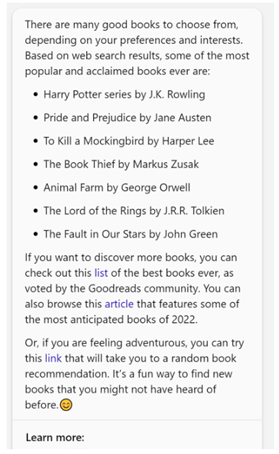 There are many good books to choose from,
depending on your preferences and interests.
Based on web search results, some of the most
popular and acclaimed books ever are:
• Harry Potter series by J.K. Rowling
• Pride and Prejudice by Jane Austen
• To Kill a Mockingbird by Harper Lee
• The Book Thief by Markus Zusak
• Animal Farm by George Orwell
• The Lord of the Rings by J.R.R. Tolkien
• The Fault in Our Stars by John Green
If you want to discover more books, you can
check out this list of the best books ever, as
voted by the Goodreads community. You can
also browse this article that features some of
the most anticipated books of 2022.
Or, if you are feeling adventurous, you can try
this link that will take you to a random book
recommendation. It's a fun way to find new
books that you might not have heard of
before.😊
Learn more: